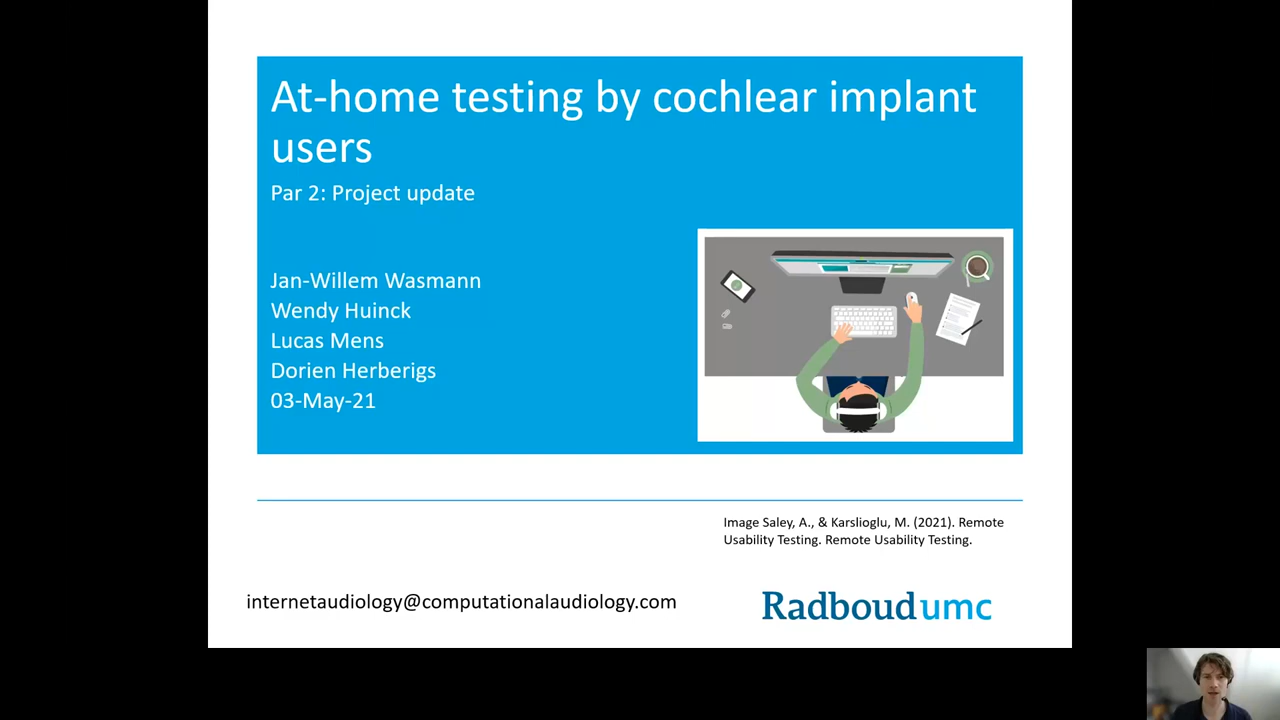 At-home testing by cochlear implant
users
Par 2: Project update
Jan-Willem Wasmann
Wendy Huinck
Lucas Mens
Dorien Herberigs
03-May-21
Image Saley, A., & Karslioglu, M. (2021). Remote
Usability Testing. Remote Usability Testing.
internetaudiology@computationalaudiology.com
Radboudumc